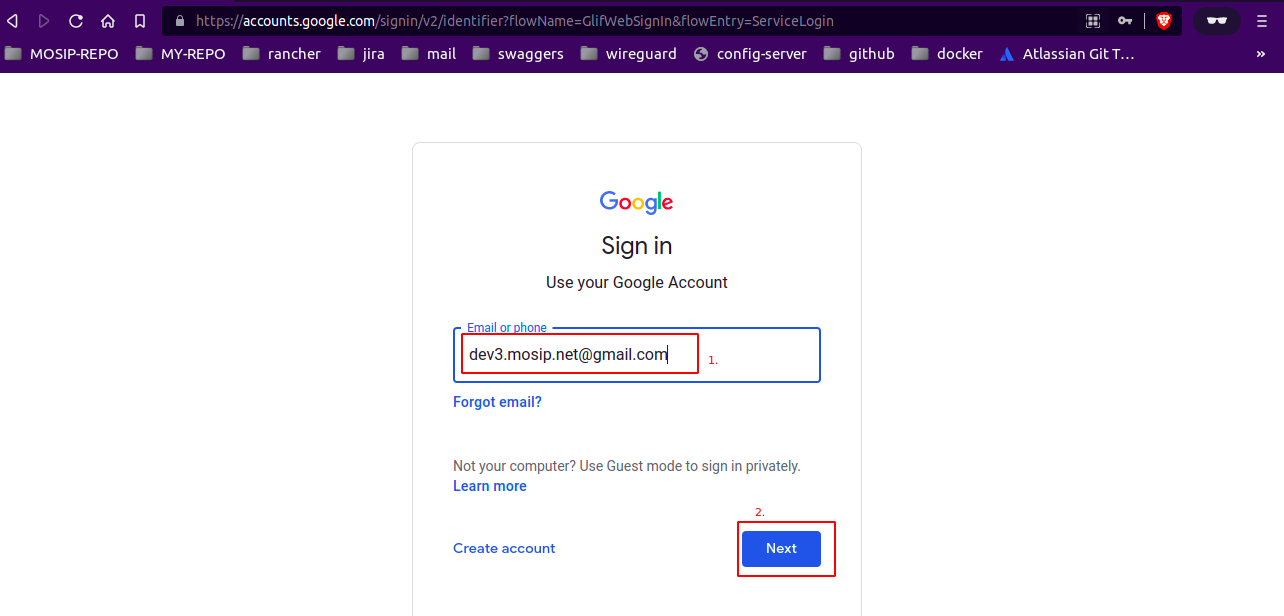 https://accounts.google.com/signin/v2/identifier?flowName=GlifWebSignIn&flowEntry=ServiceLogin
MOSIP-REPO MY-REPO rancher jira mail swaggers wireguard config-server github docker Atlassian Git T… »
Google
Sign in
Use your Google Account
Email or phone
dev3.mosip.net@gmail.com 1.
Forgot email?
Not your computer? Use Guest mode to sign in privately.
Learn more
2.
Create account Next